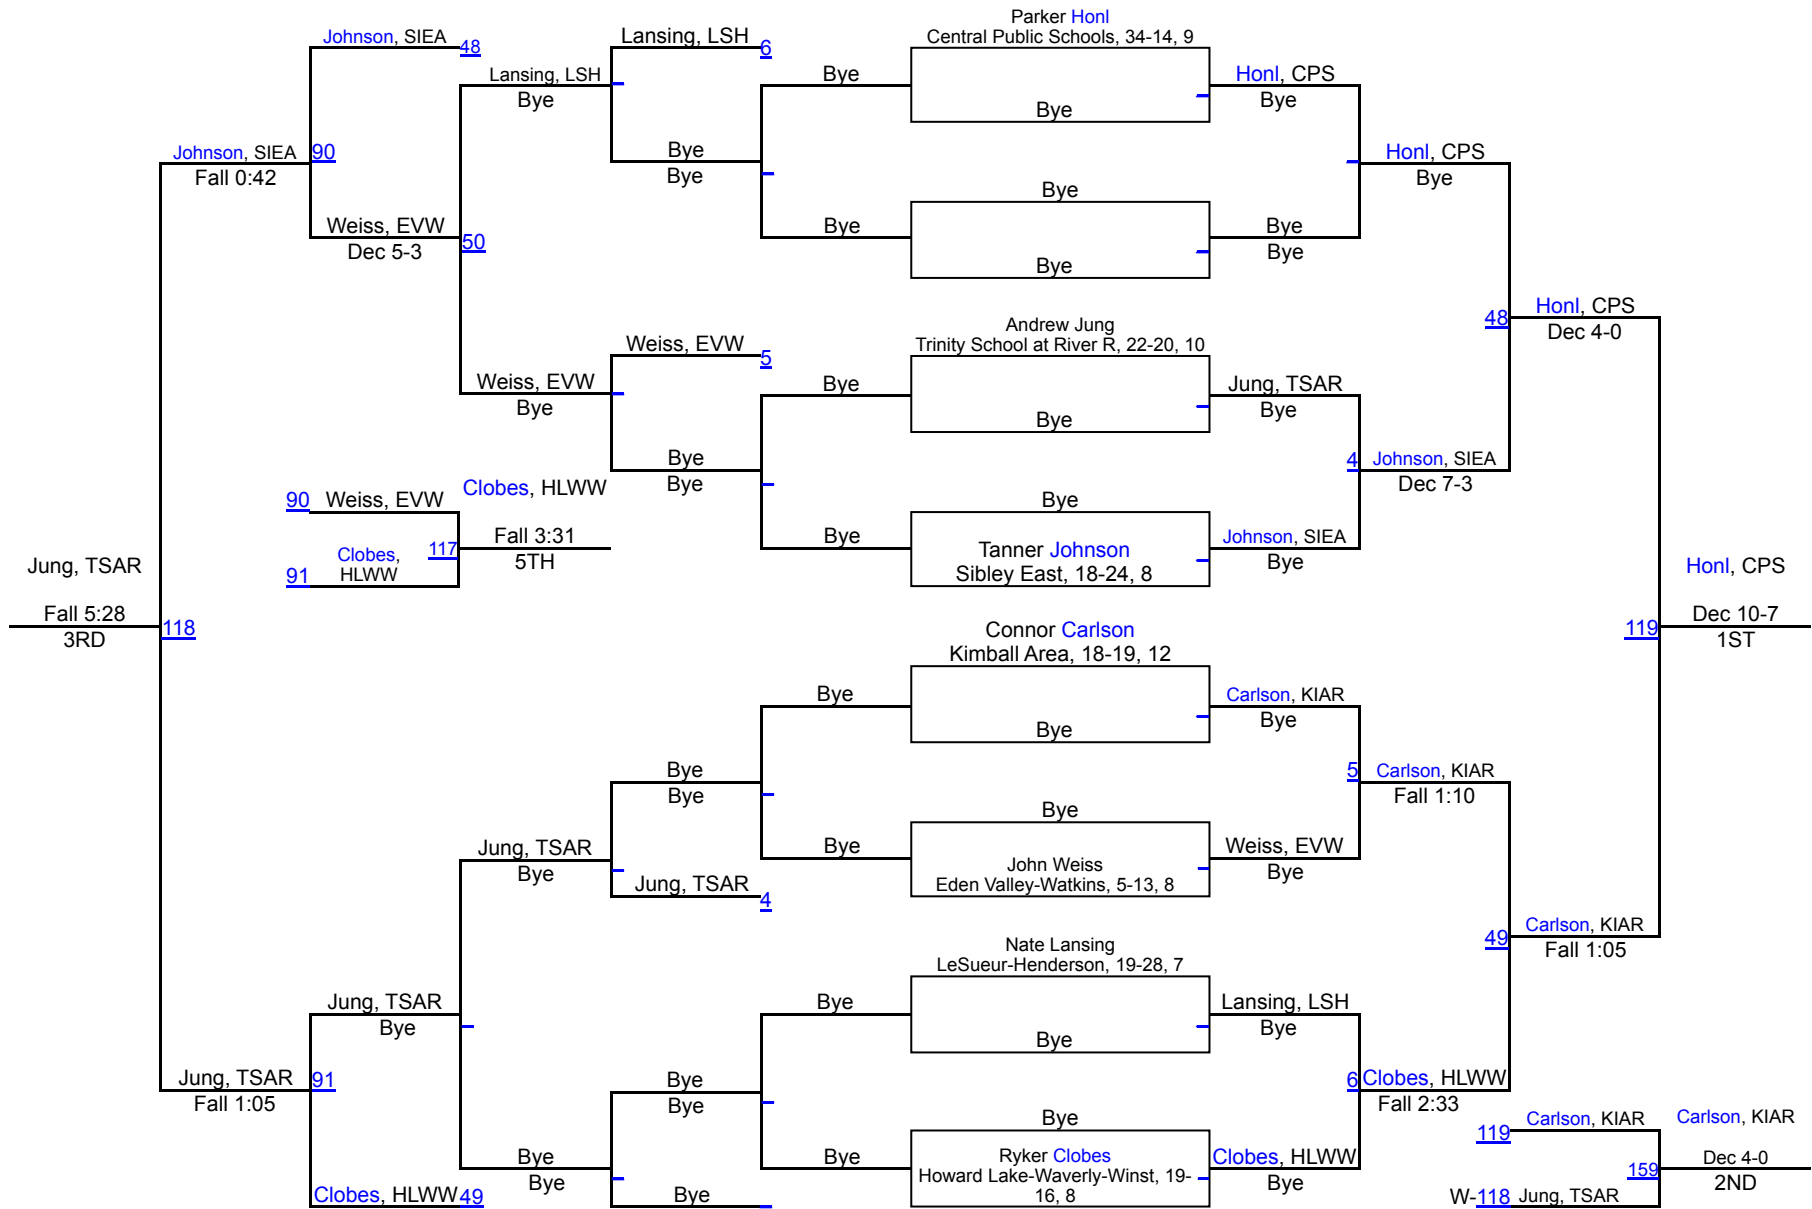 Parker Honl
Central Public Schools, 34-14, 9
Johnson, SIEA
48
Lansing, LSH
6
Lansing, LSH
Bye
Bye
Bye
Honl, CPS
Bye
Johnson, SIEA
90
Fall 0:42
Bye
Bye
Honl, CPS
Bye
Weiss, EVW
Dec 5-3
50
Bye
Bye
Bye
Bye
Bye
48
Honl, CPS
Dec 4-0
Andrew Jung
Trinity School at River R, 22-20, 10
Weiss, EVW
5
Weiss, EVW
Bye
Bye
Bye
Jung, TSAR
Bye
Bye
Bye
4
Johnson, SIEA
Dec 7-3
90
Weiss, EVW
Clobes, HLWW
117
Fall 3:31
5TH
91
Clobes,
HLWW
Bye
Bye
Tanner Johnson
Sibley East, 18-24, 8
Johnson, SIEA
Bye
Jung, TSAR
Fall 5:28
3RD
118
Honl, CPS
119
Dec 10-7
1ST
Connor Carlson
Kimball Area, 18-19, 12
Bye
Bye
Carlson, KIAR
Bye
Bye
Bye
5
Carlson, KIAR
Fall 1:10
Jung, TSAR
Bye
Bye
Bye
John Weiss
Eden Valley-Watkins, 5-13, 8
Weiss, EVW
Bye
Jung, TSAR
4
49
Carlson, KIAR
Fall 1:05
Nate Lansing
LeSueur-Henderson, 19-28, 7
Jung, TSAR
Bye
Bye
Bye
Lansing, LSH
Bye
Jung, TSAR
91
Fall 1:05
Bye
Bye
6
Clobes, HLWW
Fall 2:33
Bye
Bye
Bye
Bye
Ryker Clobes
Howard Lake-Waverly-Winst, 19-
16, 8
Clobes, HLWW
Bye
Clobes, HLWW
49
Bye
119
Carlson, KIAR
Carlson, KIAR
159
Dec 4-0
2ND
W-118
Jung, TSAR